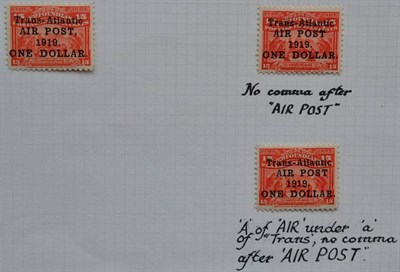 Trans-Atlantic
AIR POST,
1919.
ONE DOLLAR.
Trans-Atlantic
AIR POST
1919.
ONE DOLLAR.
No comma after
"AIR POST"
Trans-Atlantic
AIR POST
1919.
ONE DOLLAR.
'A' of 'AIR' under 'a'
of "Trans", no comma
after 'AIR POST".